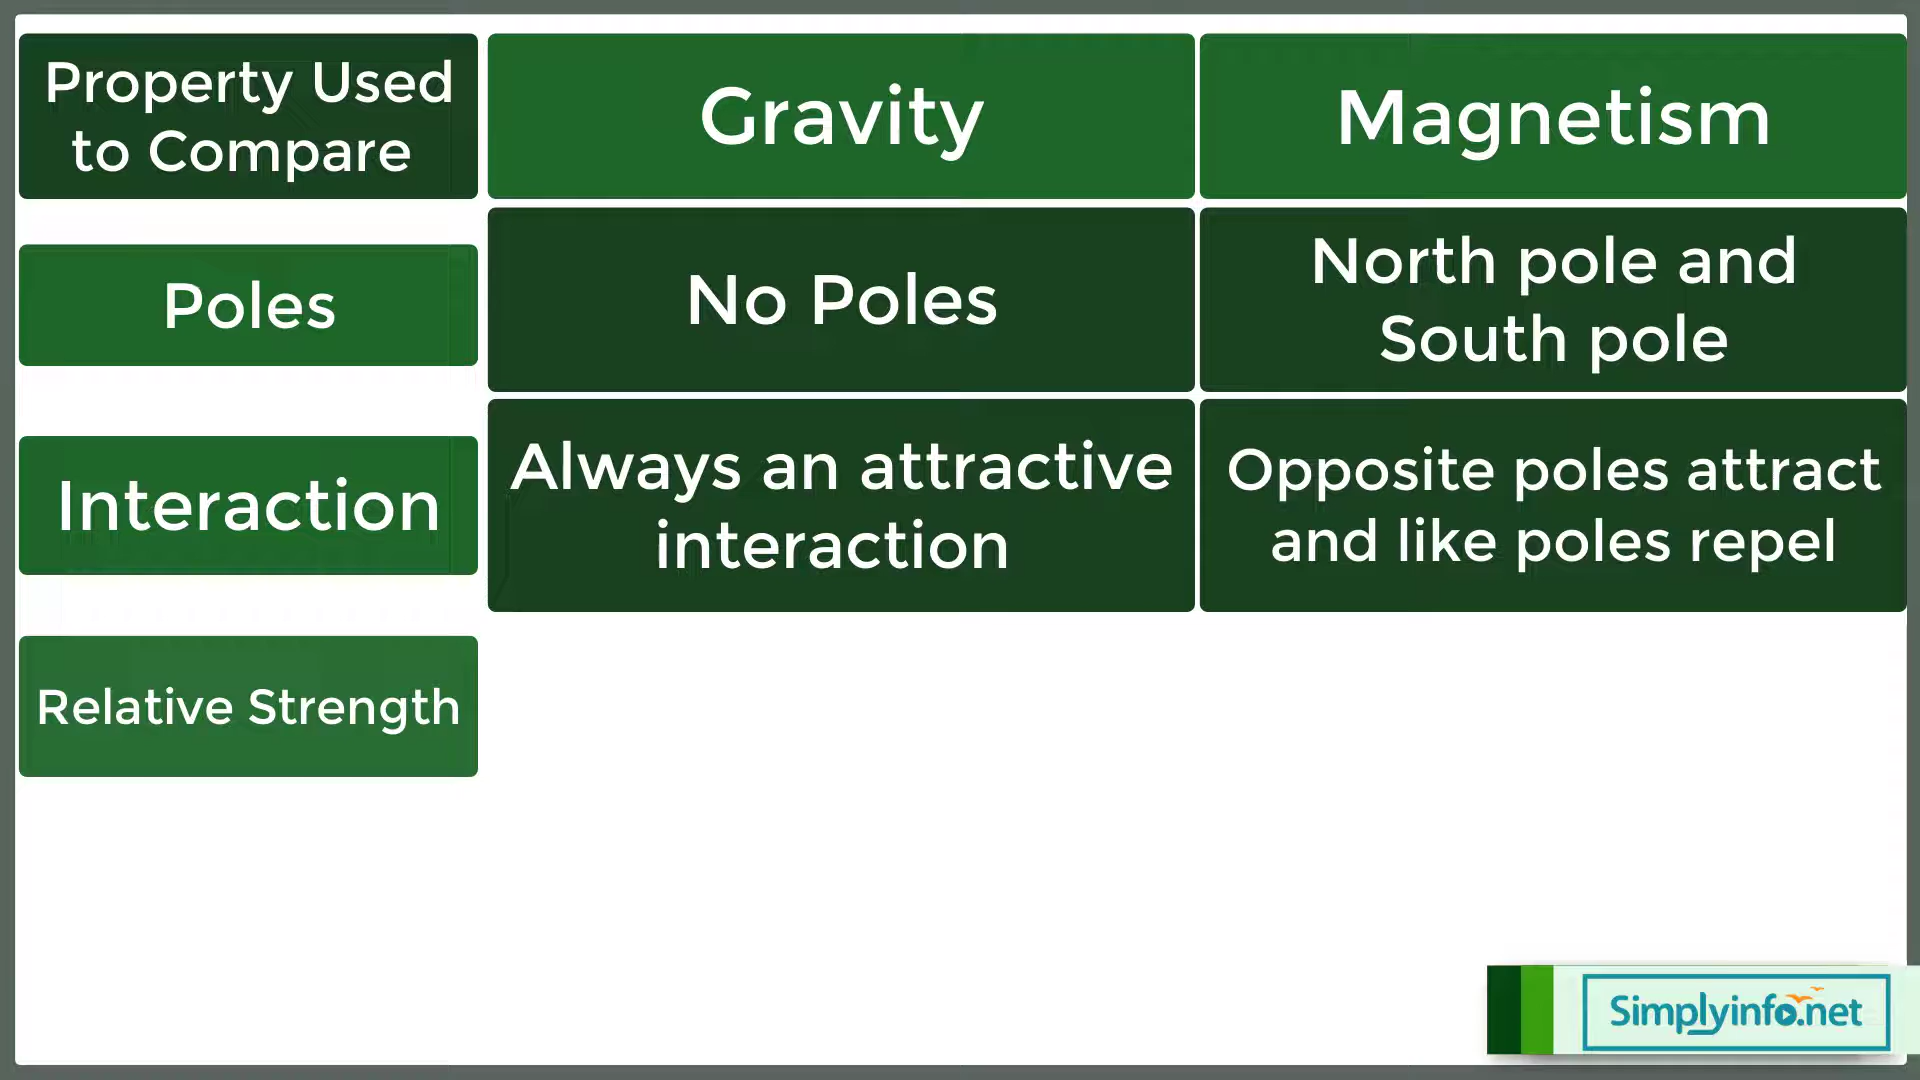 Property Used
to Compare
Gravity
Magnetism
Poles
No Poles
North pole and
South pole
Interaction
Always an attractive
interaction
Opposite poles attract
and like poles repel
Relative Strength
Simplyinfo.net